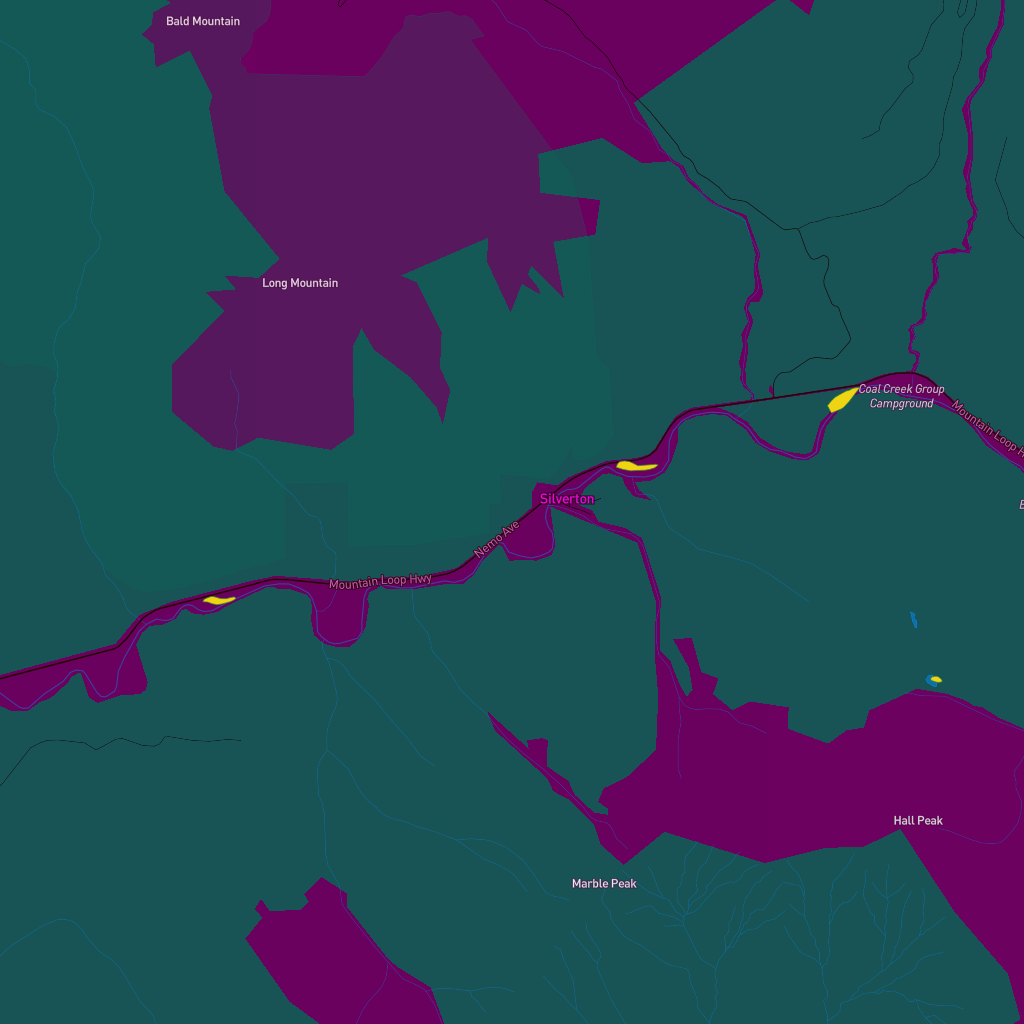 Bald Mountain
Long Mountain
Coal Creek Group
Campground
Mountain Loop H
Silverton
Nemo Ave
Mountain Loop Hwy
Hall Peak
Marble Peak